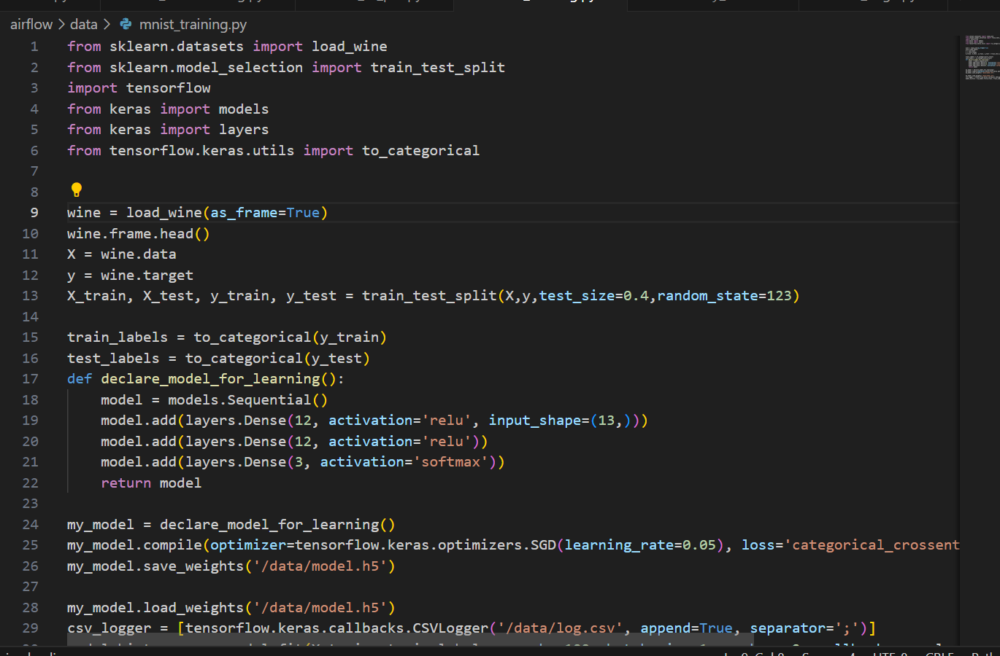 airflow > data > mnist_training.py
1 from sklearn.datasets import load_wine
2 from sklearn.model_selection import train_test_split
3 import tensorflow
4 from keras import models
5 from keras import layers
6 from tensorflow.keras.utils import to_categorical
7
8
9 wine = load_wine(as_frame=True)
10 wine.frame.head()
11 X = wine.data
12 y = wine.target
13 X_train, X_test, y_train, y_test = train_test_split(X,y,test_size=0.4,random_state=123)
14
15 train_labels = to_categorical(y_train)
16 test_labels = to_categorical(y_test)
17 def declare_model_for_learning():
18     model = models.Sequential()
19     model.add(layers.Dense(12, activation='relu', input_shape=(13,)))
20     model.add(layers.Dense(12, activation='relu'))
21     model.add(layers.Dense(3, activation='softmax'))
22     return model
23
24 my_model = declare_model_for_learning()
25 my_model.compile(optimizer=tensorflow.keras.optimizers.SGD(learning_rate=0.05), loss='categorical_crossent
26 my_model.save_weights('/data/model.h5')
27
28 my_model.load_weights('/data/model.h5')
29 csv_logger = [tensorflow.keras.callbacks.CSVLogger('/data/log.csv', append=True, separator=';')]